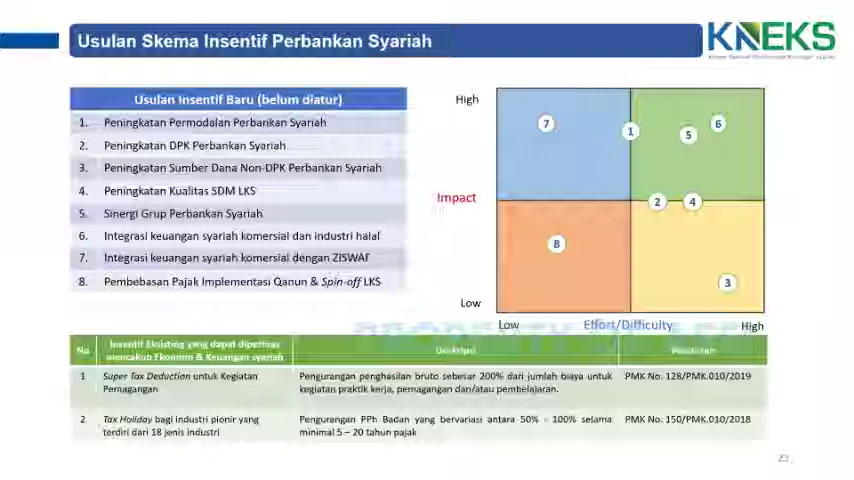 Usulan Skema Insentif Perbankan Syariah
KNEKS
Usulan Insentif Baru (belum diatur)
1. Peningkatan Permodalan Perbankan Syariah
2. Peningkatan DPK Perbankan Syariah
3. Peningkatan Sumber Dana Non-DPK Perbankan Syariah
4. Peningkatan Kualitas SDM LKS
5. Sinergi Grup Perbankan Syariah
6. Integrasi keuangan syariah komersial dan industri halal
7. Integrasi keuangan syariah komersial dengan ZISWAF
8. Pembebasan Pajak Implementasi Qanun & Spin-off LKS
High
7
1
5
6
Impact
2
4
8
3
Low
Low Effort/Difficulty High
No Insentif Eksisting yang dapat diperluas Deskripsi Peraturan
mencakup Ekonomi & Keuangan syariah
1 Super Tax Deduction untuk Kegiatan Pengurangan penghasilan bruto sebesar 200% dari jumlah biaya untuk PMK No. 128/PMK.010/2019
Pemagangan kegiatan praktik kerja, pemagangan dan/atau pembelajaran.
2 Tax Holiday bagi industri pionir yang Pengurangan PPh Badan yang bervariasi antara 50% - 100% selama PMK No. 150/PMK.010/2018
terdiri dari 18 jenis industri minimal 5 – 20 tahun pajak